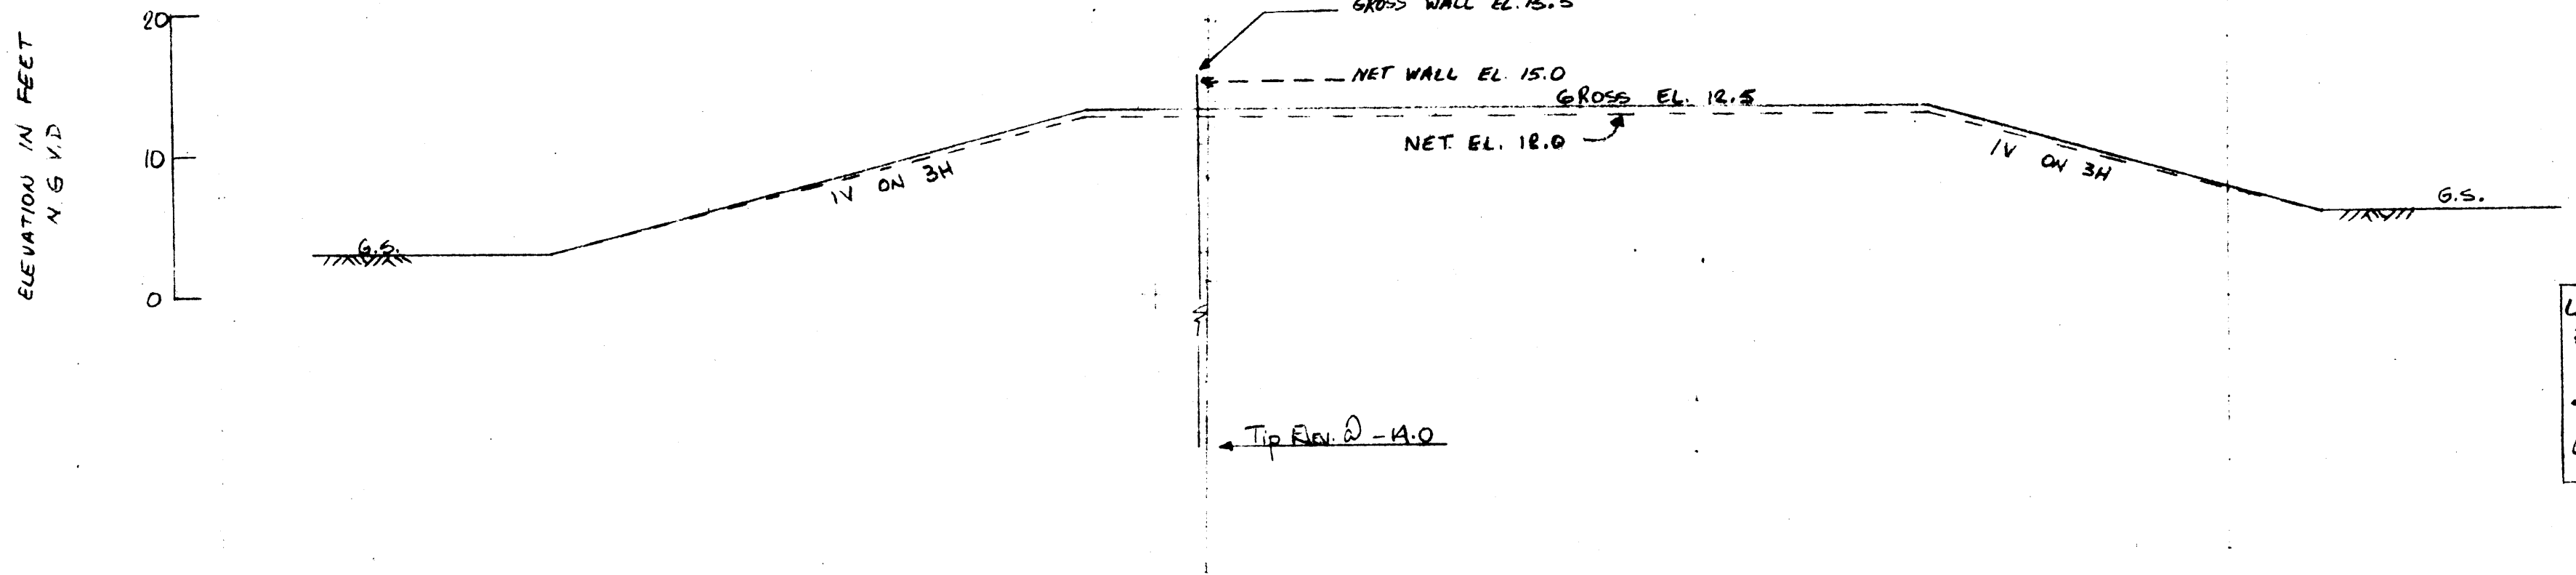 20
GROSS WALL EL. 15.5
NET WALL EL. 15.0
GROSS EL. 12.5
NET. EL. 12.0
10
1V ON 3H
1V ON 3H
G.S.
G.S.
0
ELEVATION IN FEET
N.G V.D
Tip Elev. @ -14.0